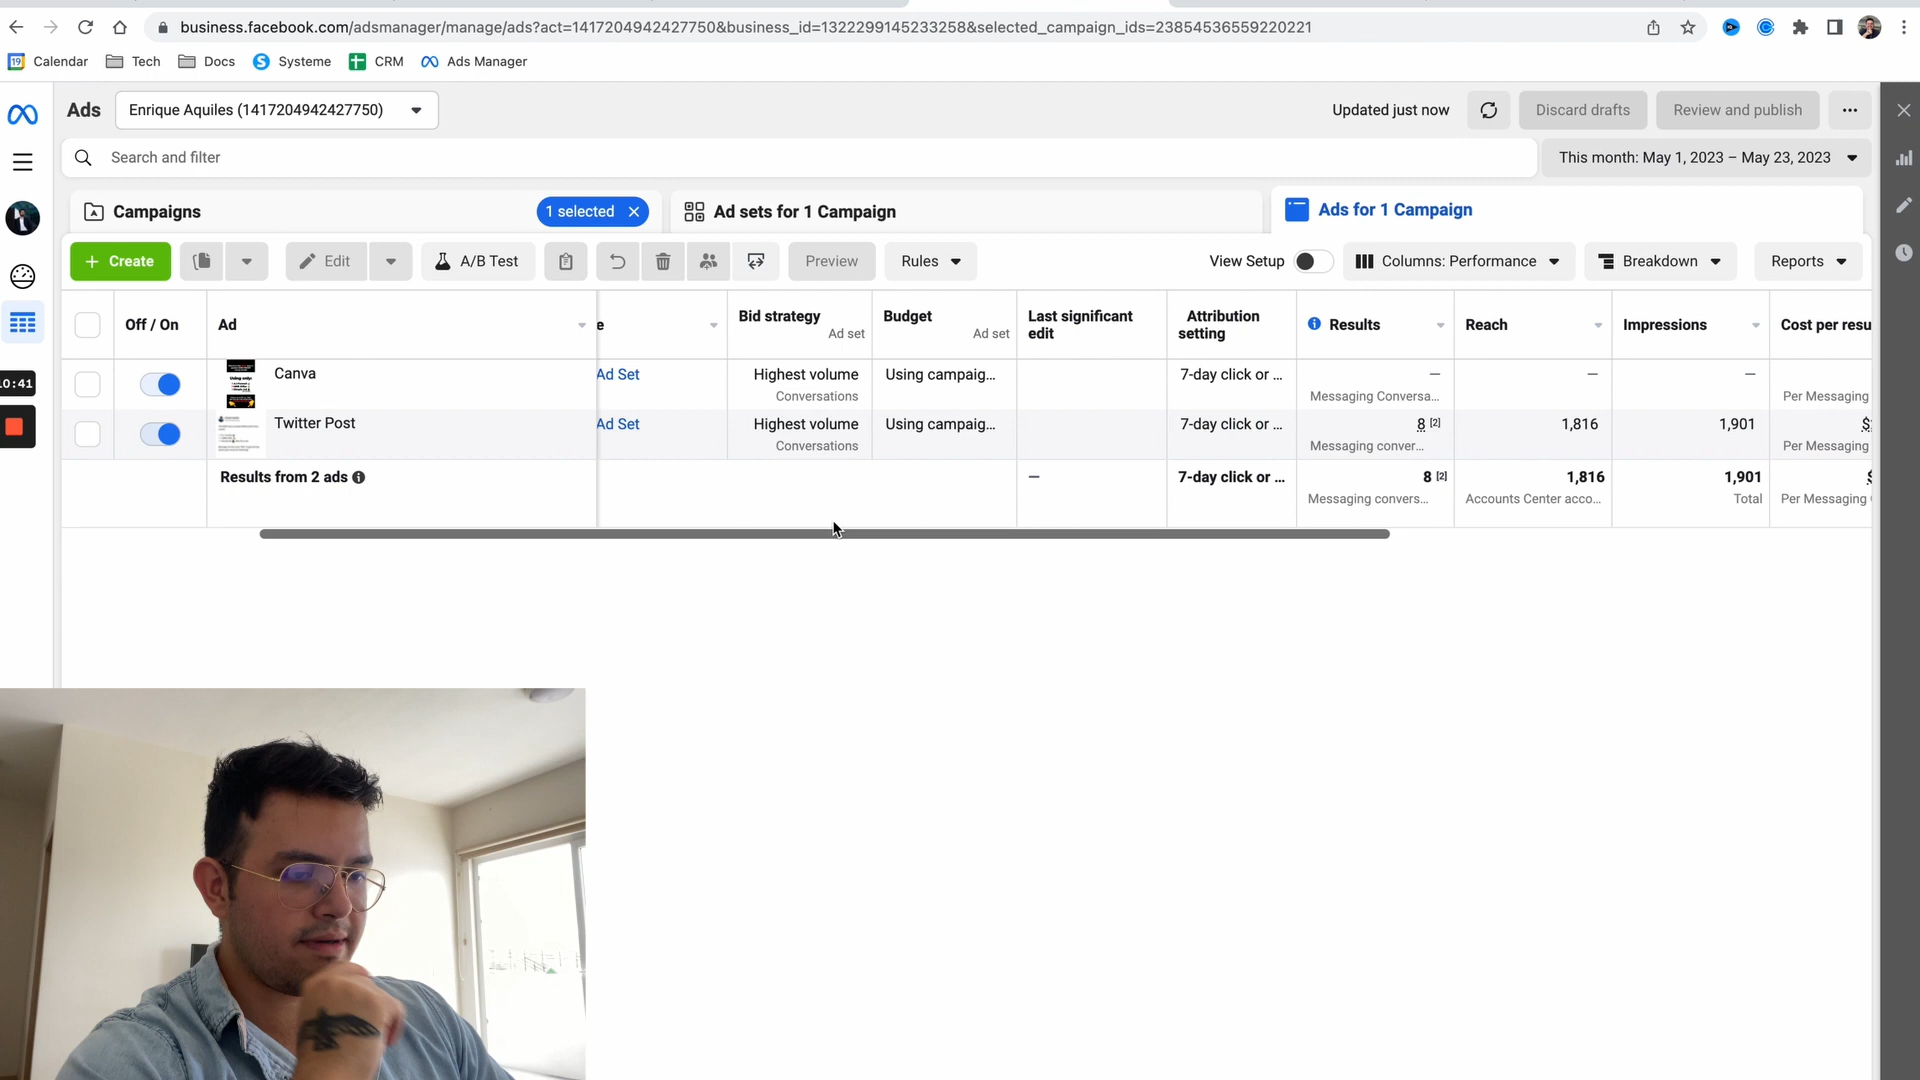 business.facebook.com/adsmanager/manage/ads?act=1417204942427750&business_id=1322299145233258&selected_campaign_ids=23854536559220221
Calendar Tech Docs Systeme CRM Ads Manager
Ads Enrique Aquiles (1417204942427750) Updated just now Discard drafts Review and publish
Search and filter This month: May 1, 2023 – May 23, 2023
Campaigns 1 selected Ad sets for 1 Campaign Ads for 1 Campaign
+ Create Edit A/B Test Preview Rules View Setup Columns: Performance Breakdown Reports
Off / On Ad e Bid strategy Ad set Budget Ad set Last significant edit Attribution setting Results Reach Impressions Cost per resu
Canva Ad Set Highest volume Using campaig... 7-day click or ... — — —
Conversations Messaging Conversa... Per Messaging
Twitter Post Ad Set Highest volume Using campaig... 7-day click or ... 8 [2] 1,816 1,901 $
Conversations Messaging conver... Per Messaging
Results from 2 ads — 7-day click or ... 8 [2] 1,816 1,901 $
Messaging convers... Accounts Center acco... Total Per Messaging
0:41